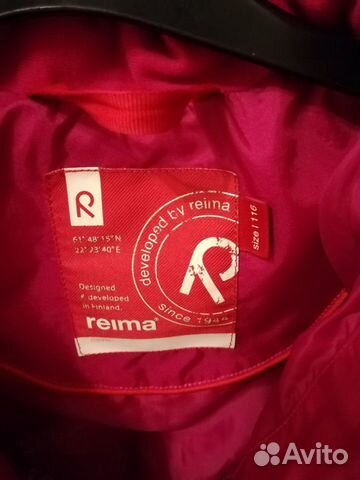 R
61° 48'15"N
22° 23'40"E
Designed
& developed
in Finland.
reima®
developed by reima
R
since 1944
size | 116
Avito